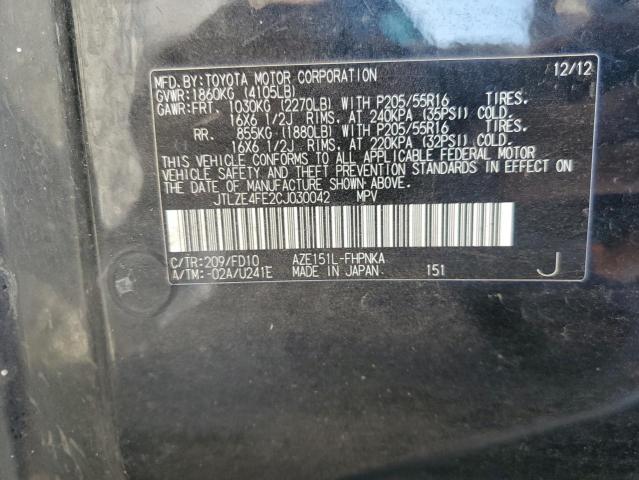 MFD.BY:TOYOTA MOTOR CORPORATION 12/12
GVWR:1860KG (4105LB)
GAWR:FRT. 1030KG (2270LB) WITH P205/55R16 TIRES.
16X6 1/2J RIMS. AT 240KPA (35PSI) COLD.
RR. 855KG (1880LB) WITH P205/55R16 TIRES.
16X6 1/2J RIMS. AT 220KPA (32PSI) COLD.
THIS VEHICLE CONFORMS TO ALL APPLICABLE FEDERAL MOTOR
VEHICLE SAFETY AND THEFT PREVENTION STANDARDS IN EFFECT
ON THE DATE OF MANUFACTURE SHOWN ABOVE.
JTLZE4FE2CJ030042 MPV
C/TR:209/FD10 AZE151L-FHPNKA
A/TM:-02A/U241E MADE IN JAPAN 151 J